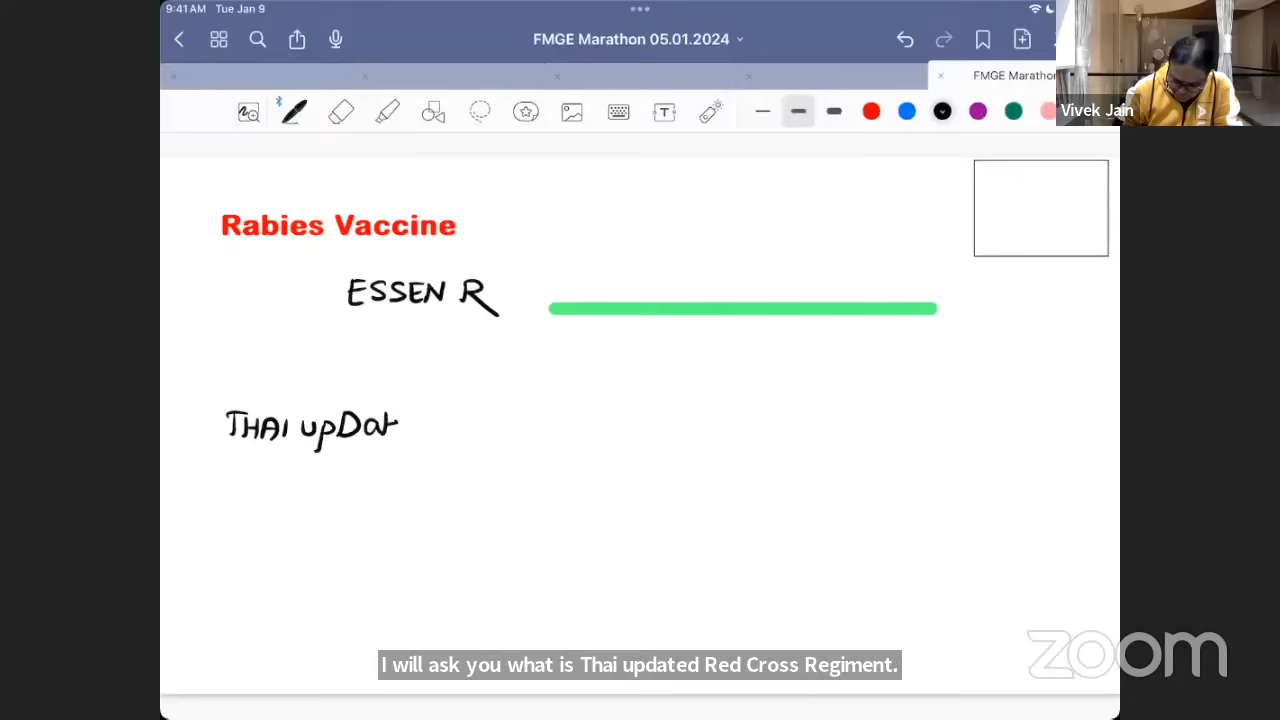 9:41 AM Tue Jan 9
FMGE Marathon 05.01.2024
FMGE Marathon
Vivek Jain
Rabies Vaccine
ESSEN R
THAI upDat
I will ask you what is Thai updated Red Cross Regiment.
zoom